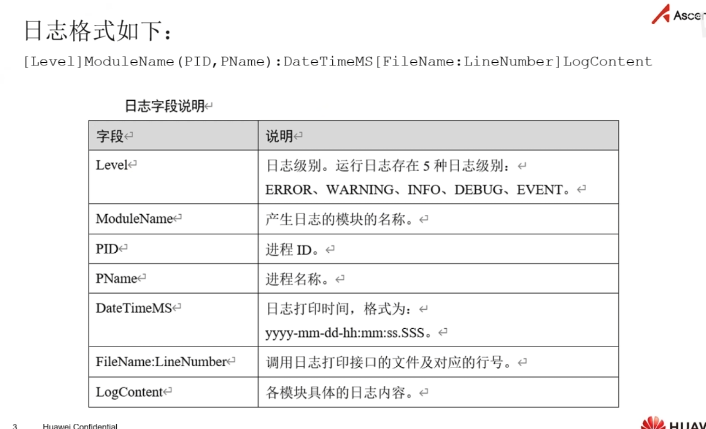 Ascen
日志格式如下:
[Level]ModuleName(PID,PName):DateTimeMS[FileName:LineNumber]LogContent
日志字段说明↵
字段↵ 说明↵
Level↵ 日志级别。运行日志存在 5 种日志级别: ↵
ERROR、WARNING、INFO、DEBUG、EVENT。↵
ModuleName↵ 产生日志的模块的名称。↵
PID↵ 进程 ID。↵
PName↵ 进程名称。↵
DateTimeMS↵ 日志打印时间，格式为: ↵
yyyy-mm-dd-hh:mm:ss.SSS。↵
FileName:LineNumber↵ 调用日志打印接口的文件及对应的行号。↵
LogContent↵ 各模块具体的日志内容。↵
3 Huawei Confidential
HUAW